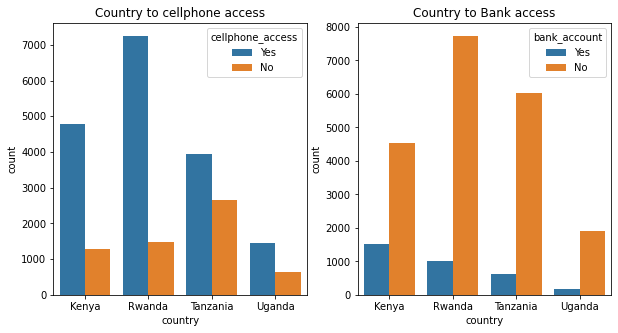 Country to cellphone access
cellphone_access
Yes
No
7000
6000
5000
4000
3000
2000
1000
0
count
Kenya Rwanda Tanzania Uganda
country
Country to Bank access
bank_account
Yes
No
8000
7000
6000
5000
4000
3000
2000
1000
0
count
Kenya Rwanda Tanzania Uganda
country